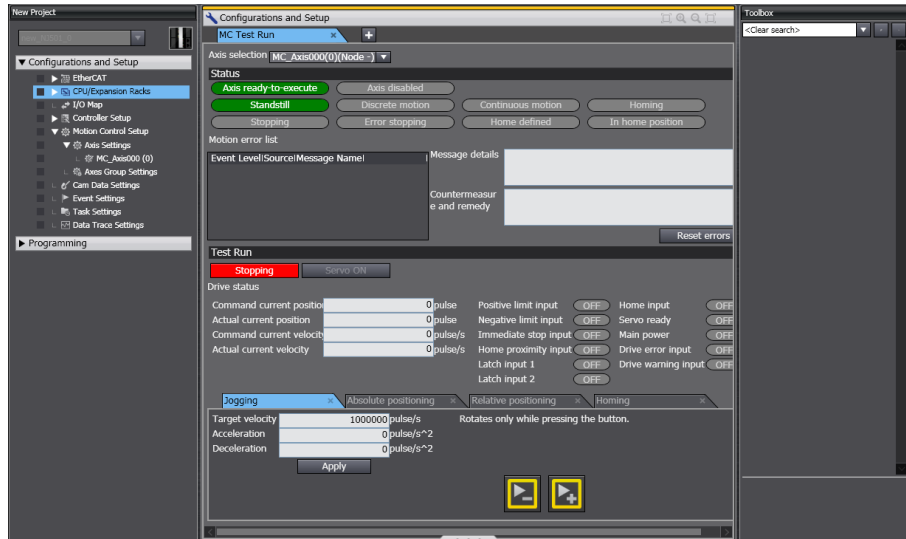 New Project
Configurations and Setup
EtherCAT
CPU/Expansion Racks
I/O Map
Controller Setup
Motion Control Setup
Axis Settings
MC_Axis000 (0)
Axes Group Settings
Cam Data Settings
Event Settings
Task Settings
Data Trace Settings
Programming
Configurations and Setup
MC Test Run
Axis selection MC_Axis000(0)(Node -)
Status
Axis ready-to-execute Axis disabled
Standstill Discrete motion Continuous motion Homing
Stopping Error stopping Home defined In home position
Motion error list
Event Level|Source|Message Name| Message details
Countermeasur
e and remedy
Reset errors
Test Run
Stopping Servo ON
Drive status
Command current position 0 pulse Positive limit input OFF Home input OFF
Actual current position 0 pulse Negative limit input OFF Servo ready OFF
Command current velocity 0 pulse/s Immediate stop input OFF Main power OFF
Actual current velocity 0 pulse/s Home proximity input OFF Drive error input OFF
Latch input 1 OFF Drive warning input OFF
Latch input 2 OFF
Jogging Absolute positioning Relative positioning Homing
Target velocity 1000000 pulse/s Rotates only while pressing the button.
Acceleration 0 pulse/s^2
Deceleration 0 pulse/s^2
Apply
Toolbox
<Clear search>